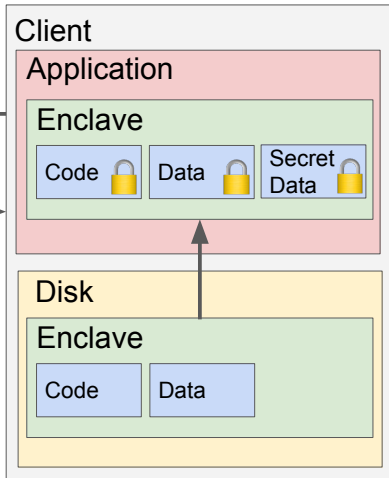 Client
Application
Enclave
Code
Data
Secret
Data
Disk
Enclave
Code
Data